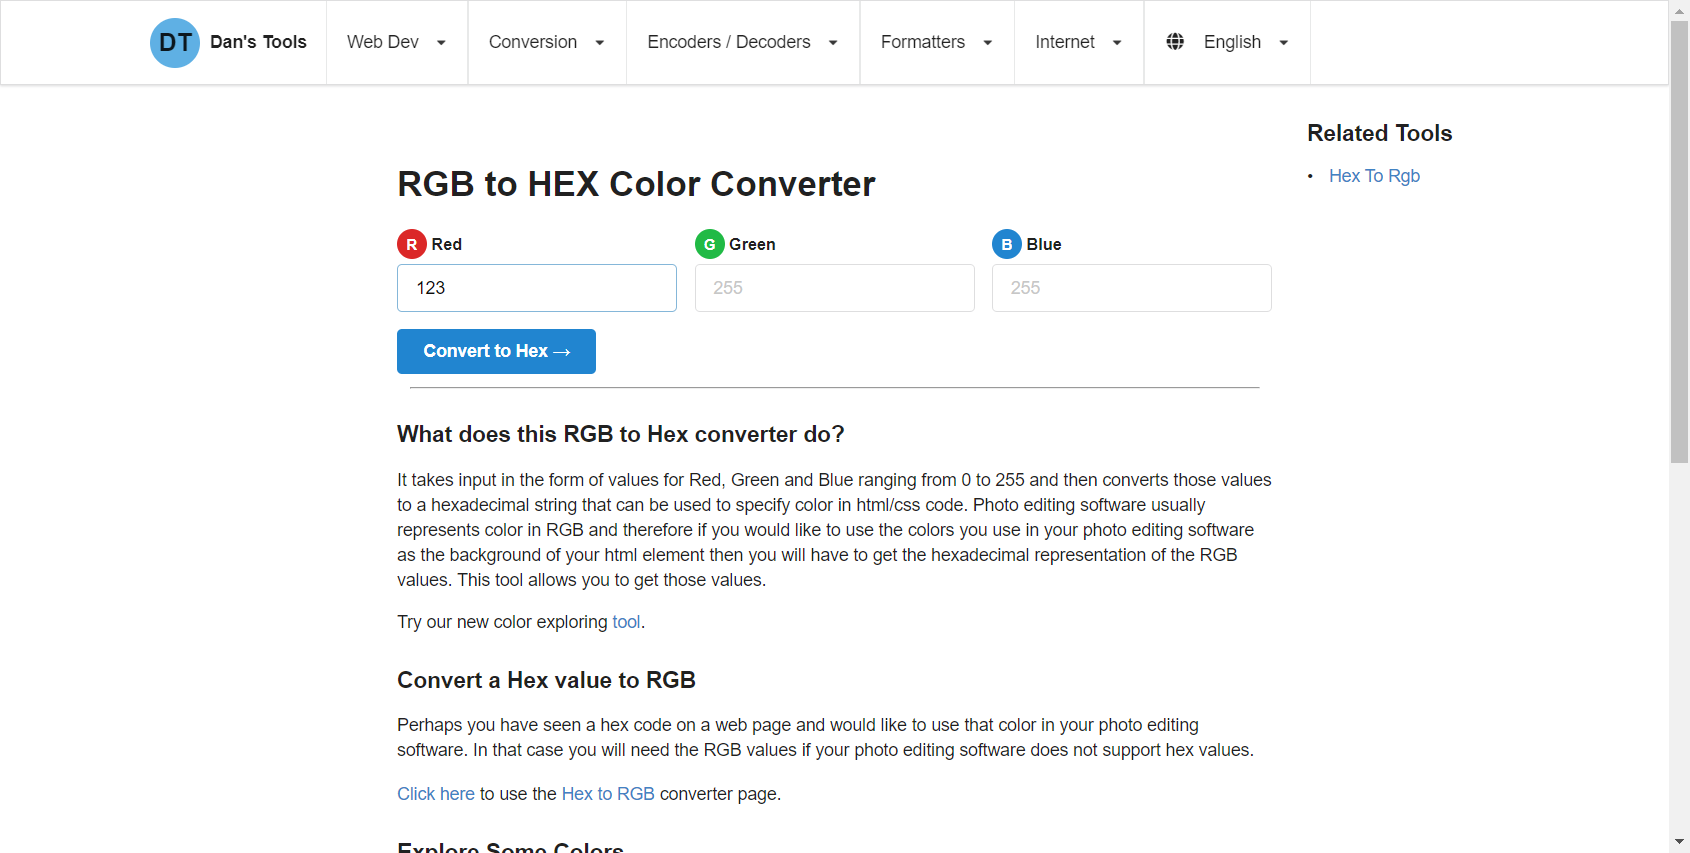 DT Dan's Tools Web Dev Conversion Encoders / Decoders Formatters Internet English
Related Tools
• Hex To Rgb
RGB to HEX Color Converter
R Red G Green B Blue
123 255 255
Convert to Hex →
What does this RGB to Hex converter do?
It takes input in the form of values for Red, Green and Blue ranging from 0 to 255 and then converts those values
to a hexadecimal string that can be used to specify color in html/css code. Photo editing software usually
represents color in RGB and therefore if you would like to use the colors you use in your photo editing software
as the background of your html element then you will have to get the hexadecimal representation of the RGB
values. This tool allows you to get those values.
Try our new color exploring tool.
Convert a Hex value to RGB
Perhaps you have seen a hex code on a web page and would like to use that color in your photo editing
software. In that case you will need the RGB values if your photo editing software does not support hex values.
Click here to use the Hex to RGB converter page.
Explore Some Colors